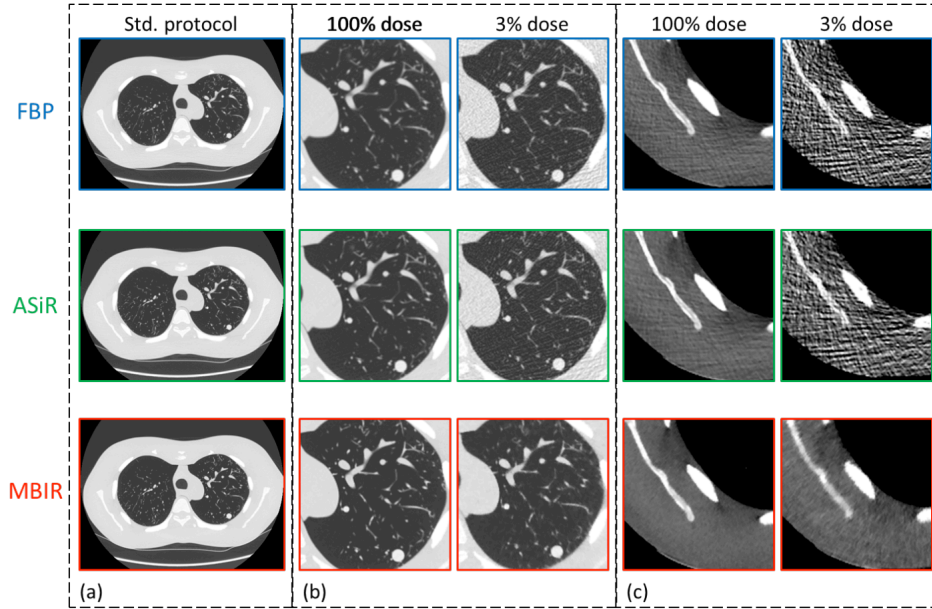 Std. protocol
100% dose
3% dose
100% dose
3% dose
FBP
ASiR
MBIR
(a)
(b)
(c)